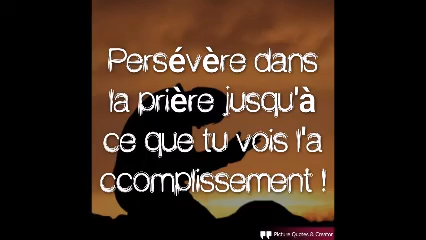 Persévère dans
la prière jusqu'à
ce que tu vois l'a
ccomplissement !
Picture Quotes & Creator